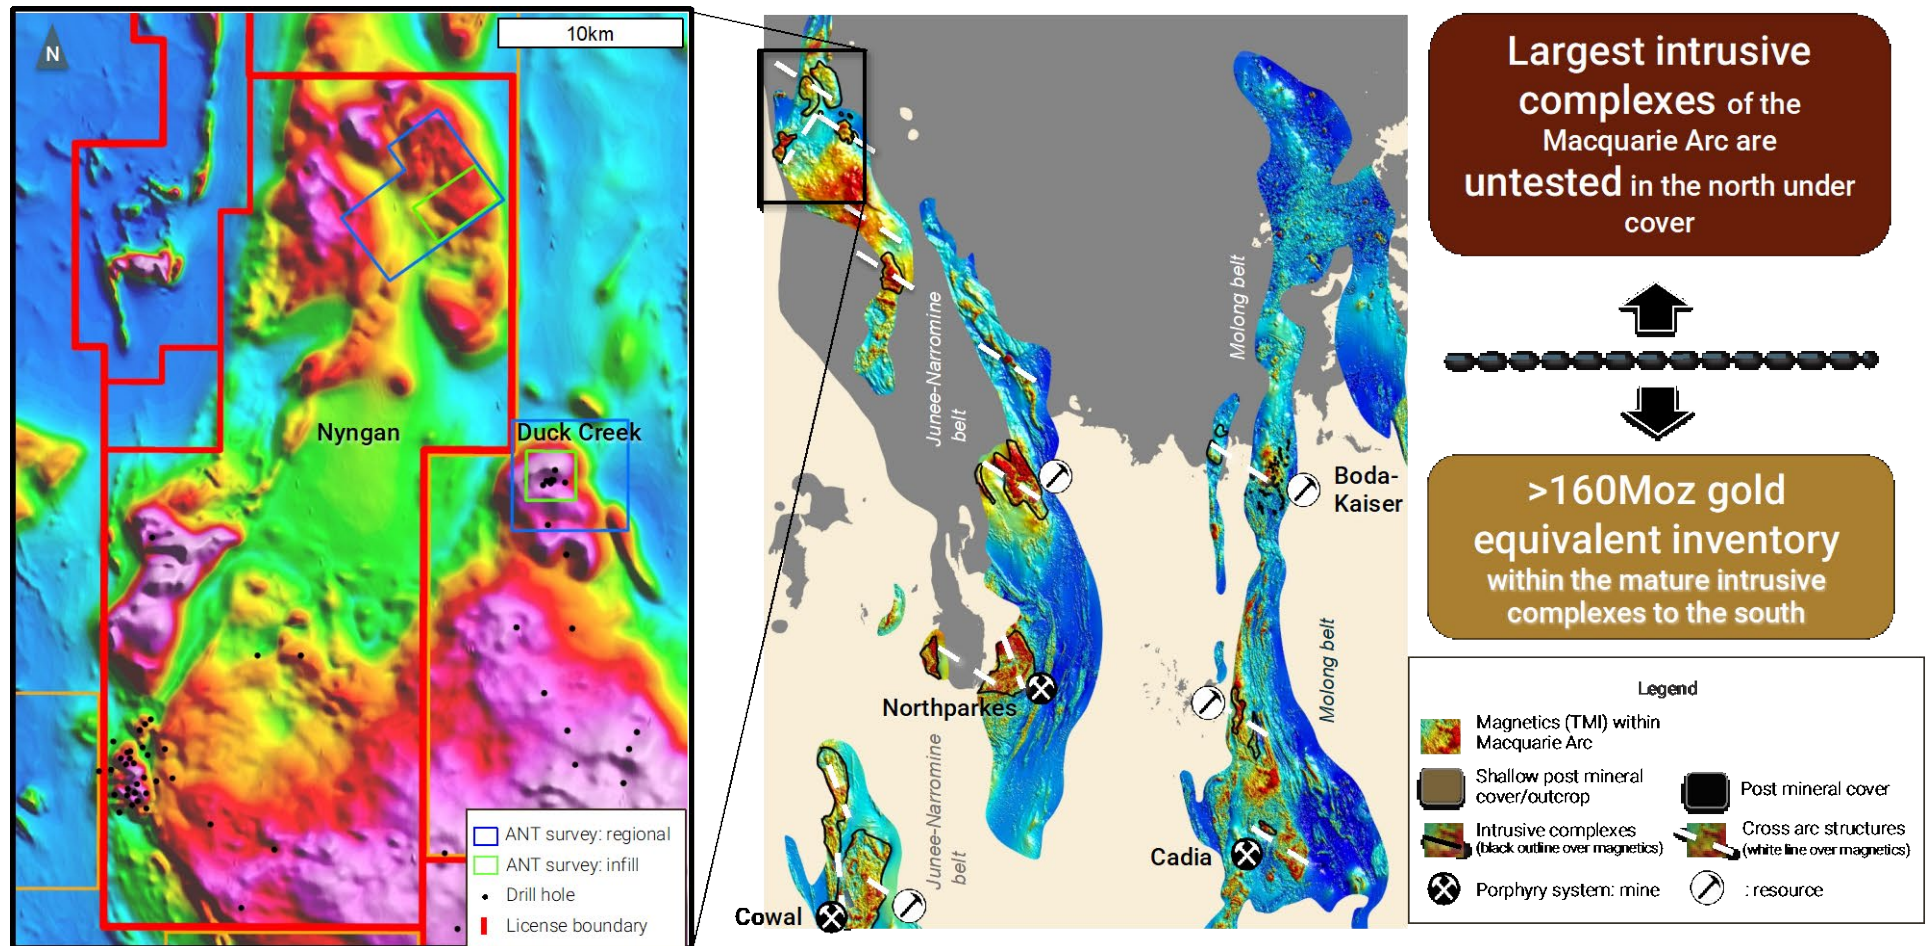 N
10km
Nyngan
Duck Creek
ANT survey: regional
ANT survey: infill
Drill hole
License boundary
Junee-Narromine
belt
Molong belt
Boda-
Kaiser
Northparkes
Molong belt
Junee-Narromine
belt
Cadia
Cowal
Largest intrusive
complexes of the
Macquarie Arc are
untested in the north under
cover
>160Moz gold
equivalent inventory
within the mature intrusive
complexes to the south
Legend
Magnetics (TMI) within
Macquarie Arc
Shallow post mineral
cover/outcrop
Post mineral cover
Intrusive complexes
(black outline over magnetics)
Cross arc structures
(white line over magnetics)
Porphyry system: mine
: resource